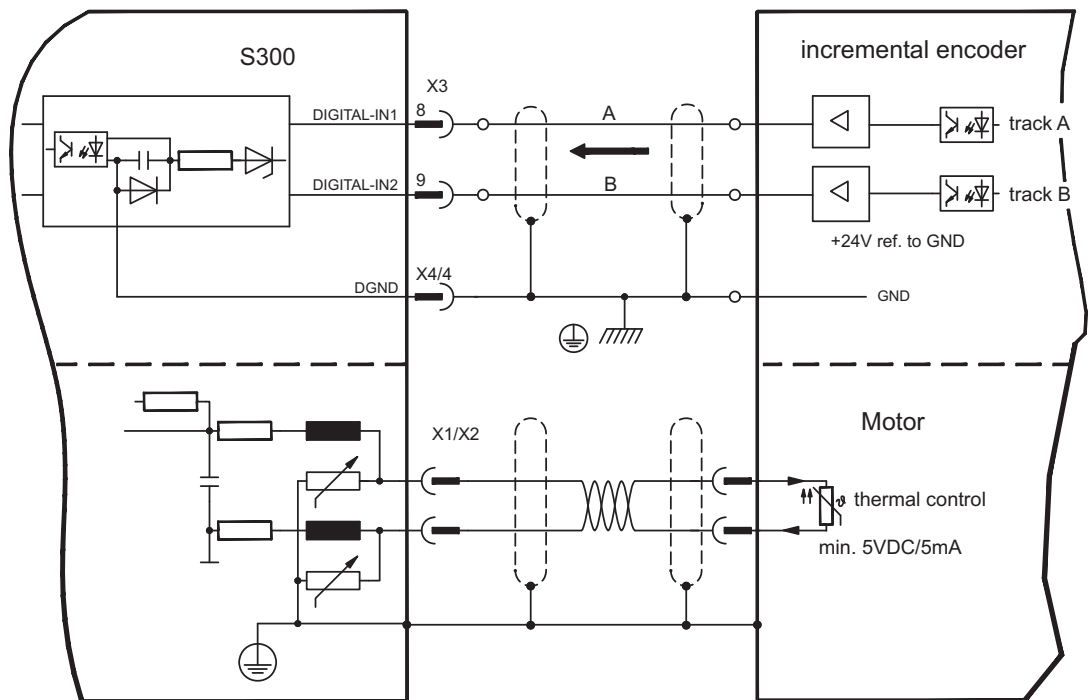 S300
incremental encoder
X3
DIGITAL-IN1
8
A
track A
DIGITAL-IN2
9
B
track B
+24V ref. to GND
X4/4
DGND
GND
Motor
X1/X2
ϑ thermal control
min. 5VDC/5mA